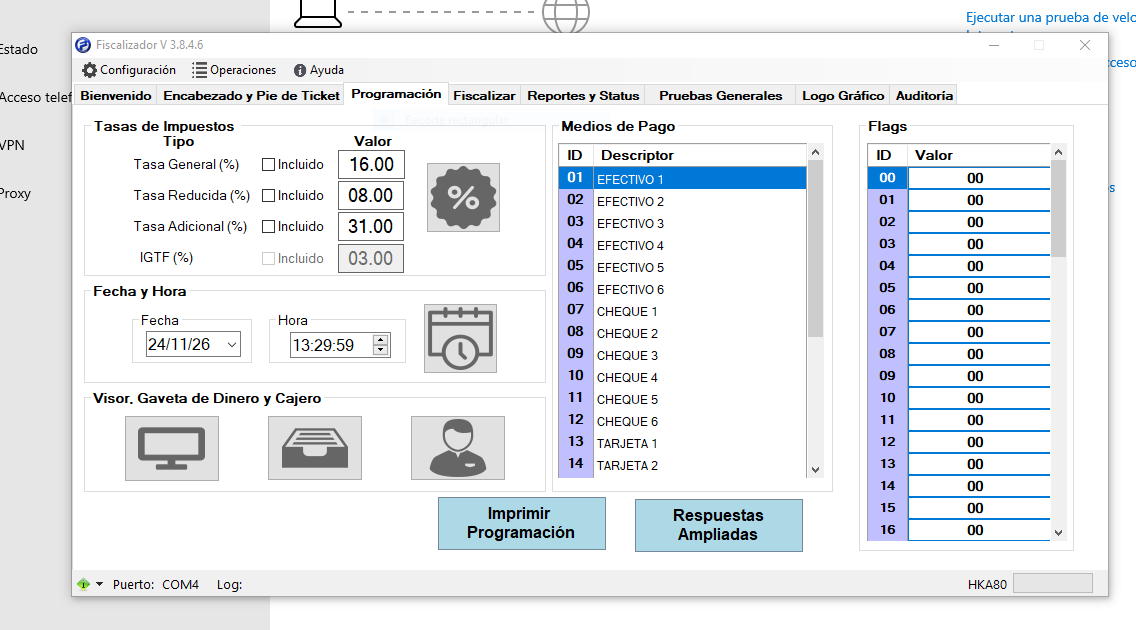 Ejecutar una prueba de velo
Estado
Acceso telef
VPN
Proxy
Fiscalizador V 3.8.4.6
Configuración Operaciones Ayuda
Bienvenido Encabezado y Pie de Ticket Programación Fiscalizar Reportes y Status Pruebas Generales Logo Gráfico Auditoría
Tasas de Impuestos
Tipo Valor
Tasa General (%) Incluido 16.00
Tasa Reducida (%) Incluido 08.00
Tasa Adicional (%) Incluido 31.00
IGTF (%) Incluido 03.00
%
Fecha y Hora
Fecha Hora
24/11/26 13:29:59
Visor, Gaveta de Dinero y Cajero
Medios de Pago
ID Descriptor
01 EFECTIVO 1
02 EFECTIVO 2
03 EFECTIVO 3
04 EFECTIVO 4
05 EFECTIVO 5
06 EFECTIVO 6
07 CHEQUE 1
08 CHEQUE 2
09 CHEQUE 3
10 CHEQUE 4
11 CHEQUE 5
12 CHEQUE 6
13 TARJETA 1
14 TARJETA 2
Flags
ID Valor
00 00
01 00
02 00
03 00
04 00
05 00
06 00
07 00
08 00
09 00
10 00
11 00
12 00
13 00
14 00
15 00
16 00
Imprimir
Programación
Respuestas
Ampliadas
Puerto: COM4 Log:
HKA80